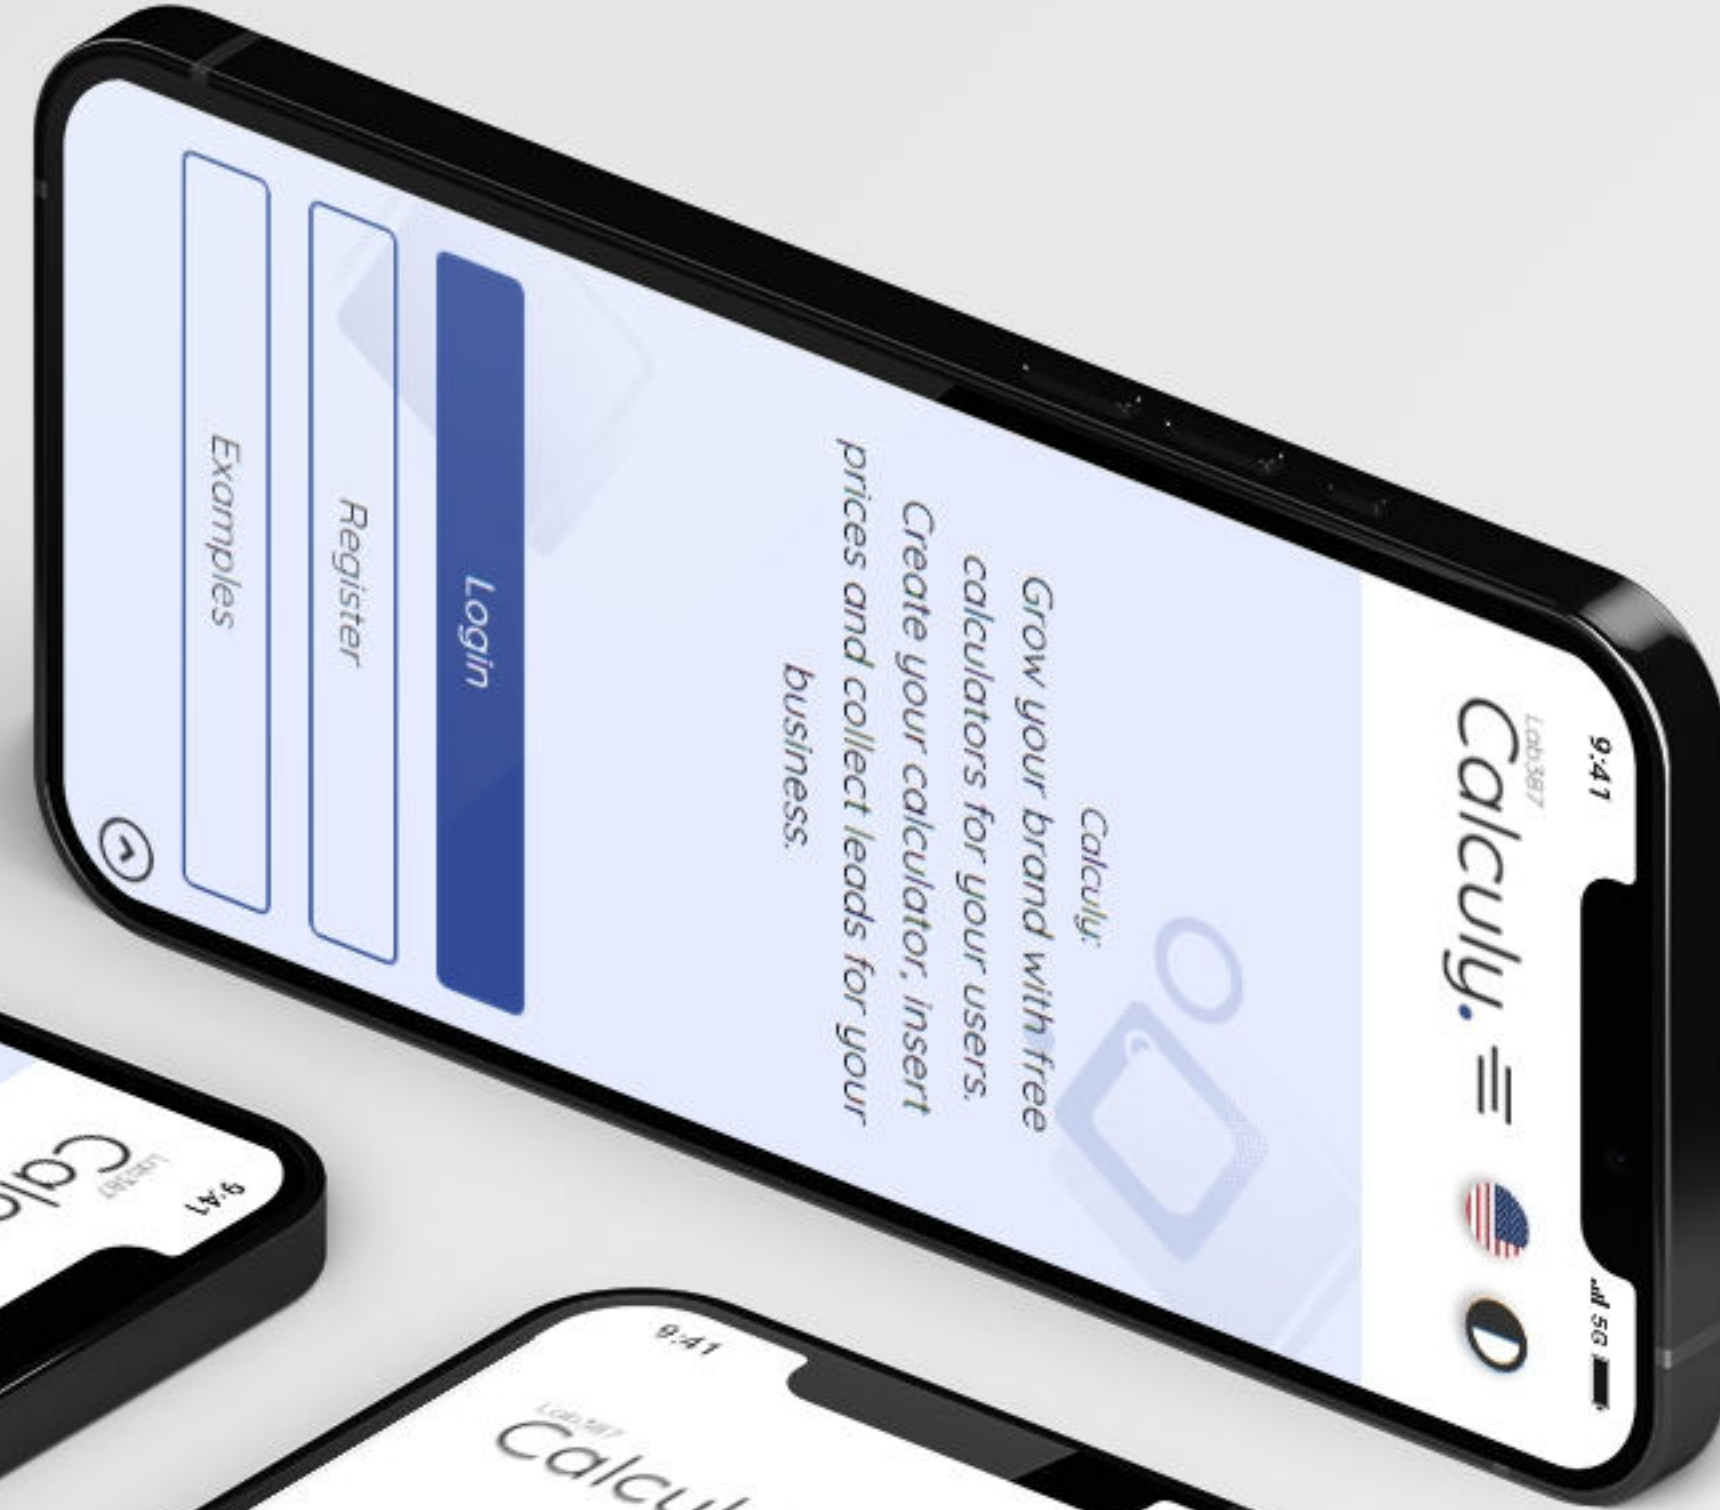 9:41
5G
Lab387
Calculy.
Calculy:
Grow your brand with free
calculators for your users.
Create your calculator, insert
prices and collect leads for your
business.
Login
Register
Examples
9:41
Lab387
Calc
9:41
Lab387
Calcul